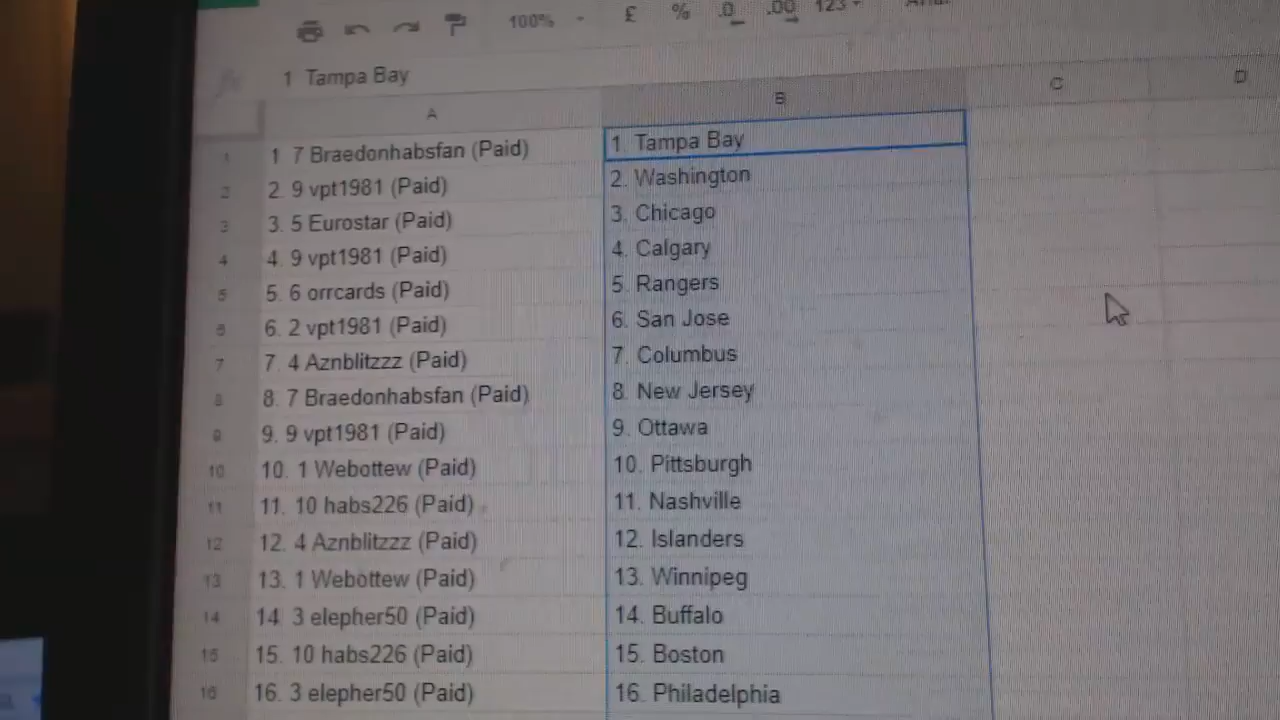 100%
£ % .0 .00 123
1 Tampa Bay
A B C D
1 1 7 Braedonhabsfan (Paid) 1. Tampa Bay
2 2. 9 vpt1981 (Paid) 2. Washington
3 3. 5 Eurostar (Paid) 3. Chicago
4 4. 9 vpt1981 (Paid) 4. Calgary
5 5. 6 orrcards (Paid) 5. Rangers
6 6. 2 vpt1981 (Paid) 6. San Jose
7 7. 4 Aznblitzzz (Paid) 7. Columbus
8 8. 7 Braedonhabsfan (Paid) 8. New Jersey
9 9. 9 vpt1981 (Paid) 9. Ottawa
10 10. 1 Webottew (Paid) 10. Pittsburgh
11 11. 10 habs226 (Paid) 11. Nashville
12 12. 4 Aznblitzzz (Paid) 12. Islanders
13 13. 1 Webottew (Paid) 13. Winnipeg
14 14 3 elepher50 (Paid) 14. Buffalo
15 15. 10 habs226 (Paid) 15. Boston
16 16. 3 elepher50 (Paid) 16. Philadelphia